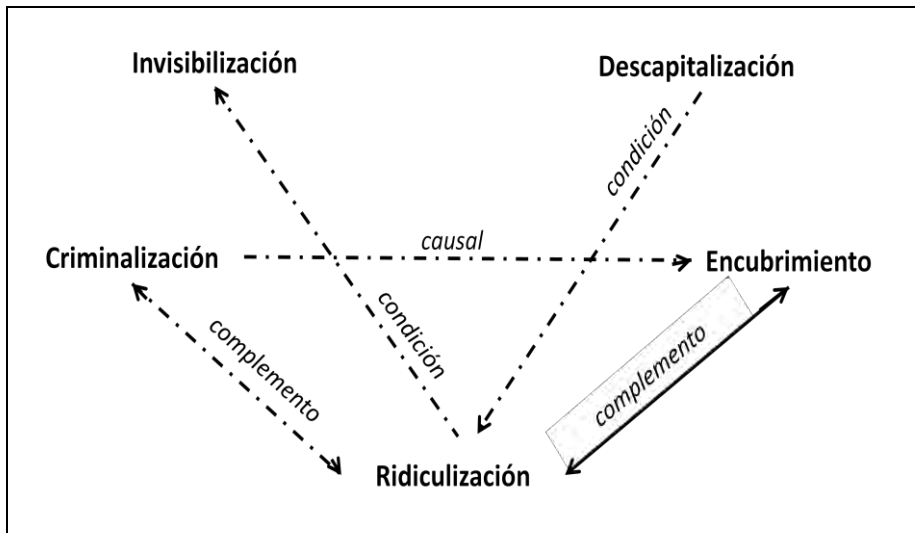 Invisibilización
Descapitalización
condición
Criminalización
causal
Encubrimiento
condición
complemento
complemento
Ridiculización